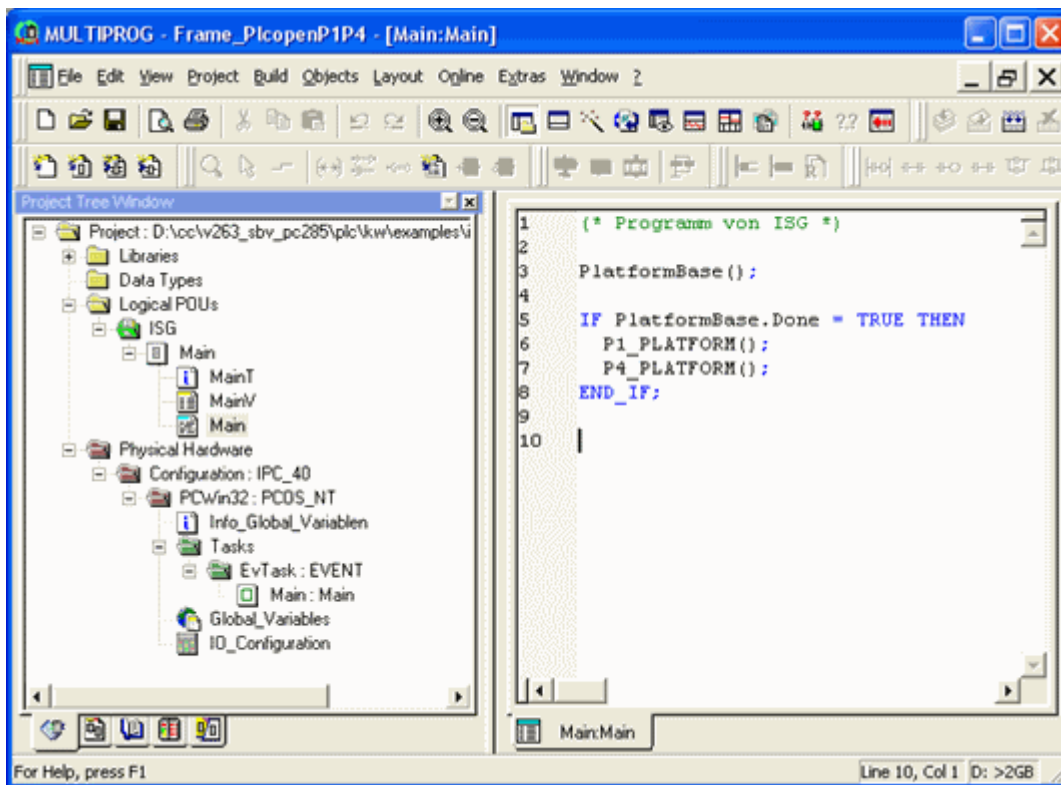 MULTIPROG - Frame_PlcopenP1P4 - [Main:Main]
File Edit View Project Build Objects Layout Online Extras Window ?
Project Tree Window
Project : D:\cc\v263_sbv_pc285\plc\kw\examples\i
Libraries
Data Types
Logical POUs
ISG
Main
MainT
MainV
Main
Physical Hardware
Configuration : IPC_40
PCWin32 : PCOS_NT
Info_Global_Variablen
Tasks
EvTask : EVENT
Main : Main
Global_Variables
IO_Configuration
1 (* Programm von ISG *)
2
3 PlatformBase();
4
5 IF PlatformBase.Done = TRUE THEN
6 P1_PLATFORM();
7 P4_PLATFORM();
8 END_IF;
9
10
Main:Main
For Help, press F1
Line 10, Col 1 D: >2GB